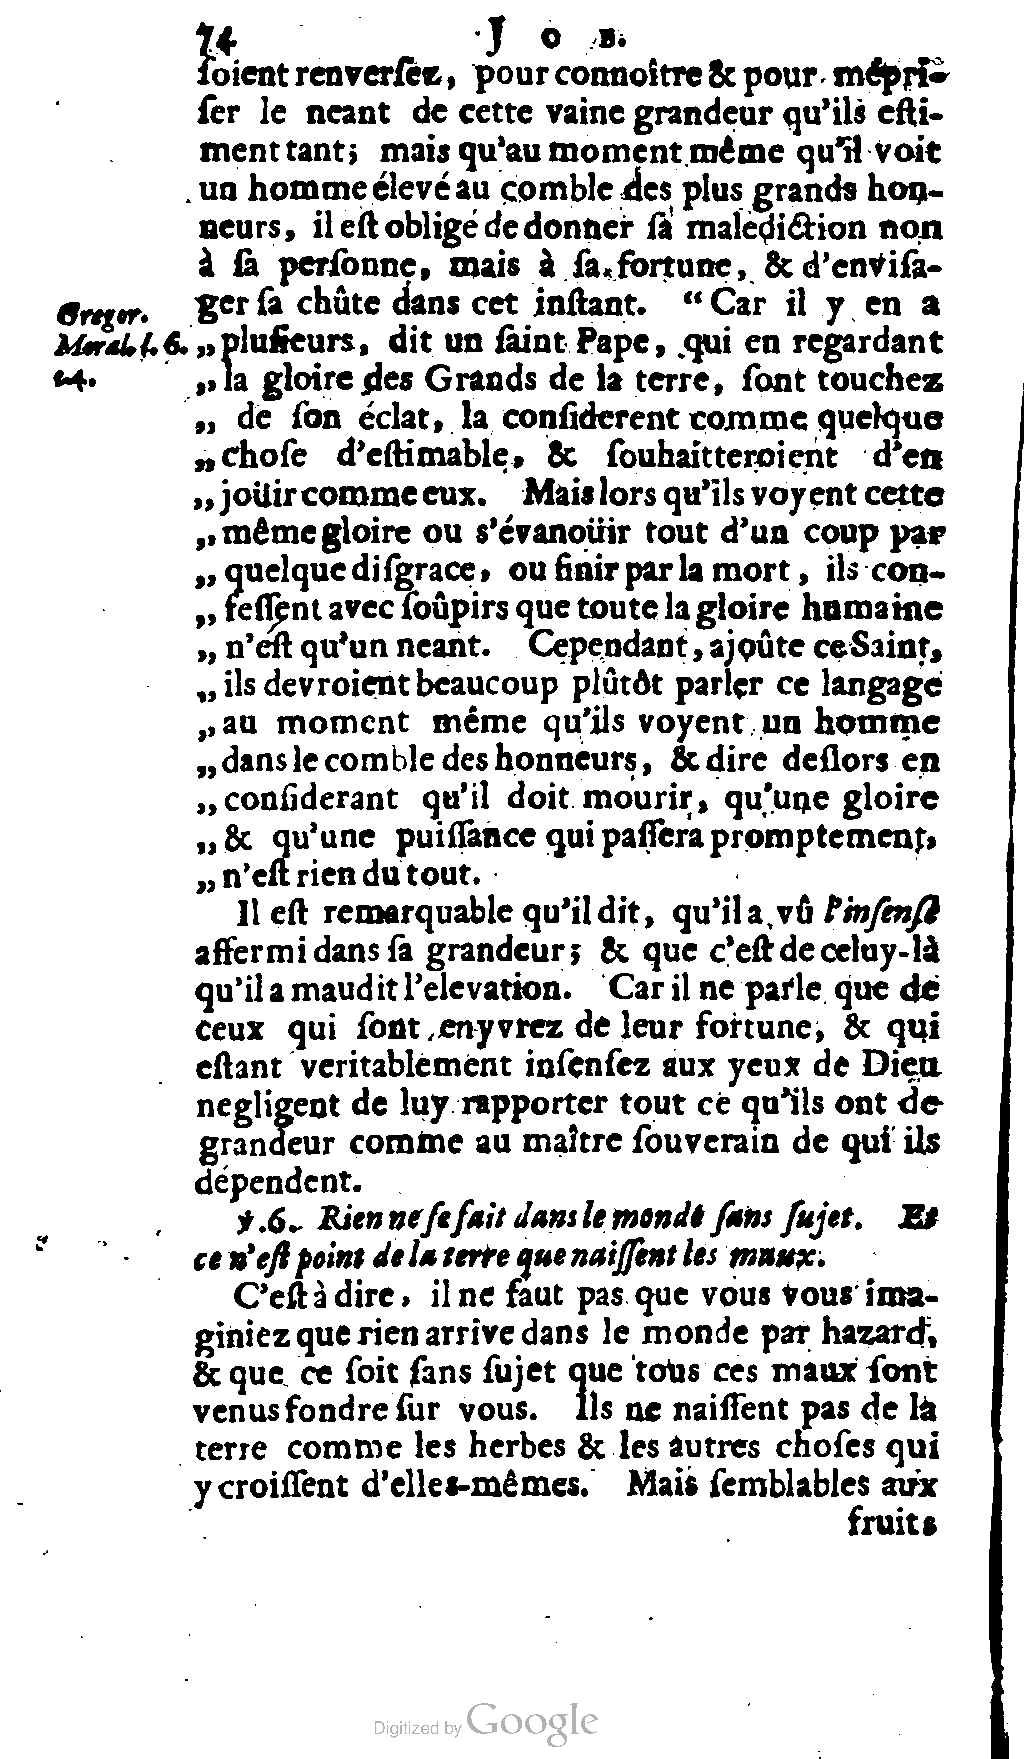 74 JOB.
ſoient renverſez, pour connoître & pour mépri-
ſer le neant de cette vaine grandeur qu'ils eſti-
ment tant; mais qu'au moment même qu'il voit
un homme élevé au comble des plus grands hon-
neurs, il eſt obligé de donner ſa malediction non
à ſa perſonne, mais à ſa fortune, & d'enviſa-
ger ſa chûte dans cet inſtant. “Car il y en a
Gregor.
Moral. l. 6. „pluſieurs, dit un ſaint Pape, qui en regardant
„la gloire des Grands de la terre, ſont touchez
„ de ſon éclat, la conſiderent comme quelque
„choſe d'eſtimable, & ſouhaitteroient d'en
„joüir comme eux. Mais lors qu'ils voyent cette
„même gloire ou s'évanoüir tout d'un coup par
„quelque diſgrace, ou finir par la mort, ils con-
„feſſent avec ſoûpirs que toute la gloire humaine
„n'eſt qu'un neant. Cependant, ajoûte ce Saint,
„ils devroient beaucoup plûtôt parler ce langage
„au moment même qu'ils voyent un homme
„dans le comble des honneurs, & dire deſlors en
„conſiderant qu'il doit mourir, qu'une gloire
„& qu'une puiſſance qui paſſera promptement,
„n'eſt rien du tout.
Il eſt remarquable qu'il dit, qu'il a vû l'inſenſé
affermi dans ſa grandeur; & que c'eſt de celuy-là
qu'il a maudit l'elevation. Car il ne parle que de
ceux qui ſont enyvrez de leur fortune, & qui
eſtant veritablement inſenſez aux yeux de Dieu
negligent de luy rapporter tout ce qu'ils ont de
grandeur comme au maître ſouverain de qui ils
dépendent.
℣.6. Rien ne ſe fait dans le monde ſans ſujet. Et
ce n'eſt point de la terre que naiſſent les maux.
C'eſt à dire, il ne faut pas que vous vous ima-
giniez que rien arrive dans le monde par hazard,
& que ce ſoit ſans ſujet que tous ces maux ſont
venus fondre ſur vous. Ils ne naiſſent pas de la
terre comme les herbes & les autres choſes qui
y croiſſent d'elles-mêmes. Mais ſemblables aux
fruits
Digitized by Google